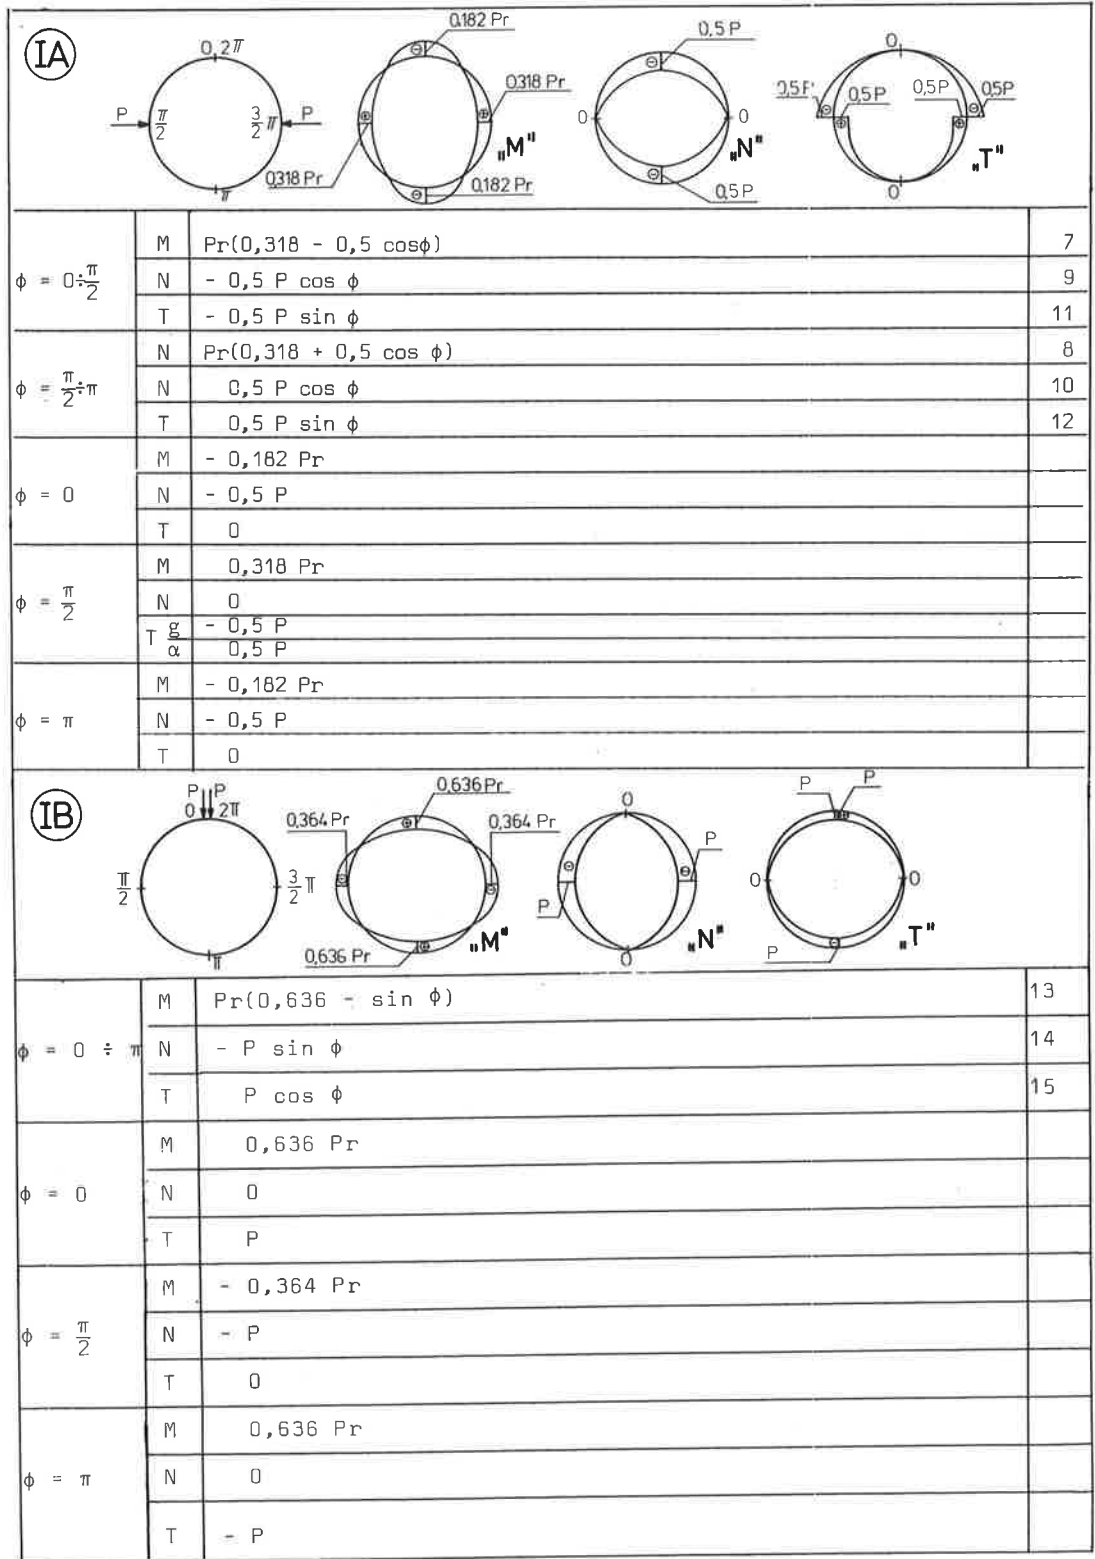 IA
0,2π
P π/2 3/2 π P
π
0,182 Pr
0,318 Pr
0,318 Pr
0,182 Pr
„M"
0,5 P
0 0
0,5 P
„N"
0
0,5P 0,5P 0,5P 0,5P
0
„T"
ϕ = 0÷π/2
M Pr(0,318 - 0,5 cosϕ) 7
N - 0,5 P cos ϕ 9
T - 0,5 P sin ϕ 11
ϕ = π/2÷π
N Pr(0,318 + 0,5 cos ϕ) 8
N 0,5 P cos ϕ 10
T 0,5 P sin ϕ 12
ϕ = 0
M - 0,182 Pr
N - 0,5 P
T 0
ϕ = π/2
M 0,318 Pr
N 0
T g - 0,5 P
α 0,5 P
ϕ = π
M - 0,182 Pr
N - 0,5 P
T 0
IB
P P
0 2π
π/2 3/2 π
π
0,636 Pr
0,364 Pr 0,364 Pr
0,636 Pr
„M"
0
P
P
0
„N"
P P
0 0
P
„T"
ϕ = 0 ÷ π
M Pr(0,636 - sin ϕ) 13
N - P sin ϕ 14
T P cos ϕ 15
ϕ = 0
M 0,636 Pr
N 0
T P
ϕ = π/2
M - 0,364 Pr
N - P
T 0
ϕ = π
M 0,636 Pr
N 0
T - P